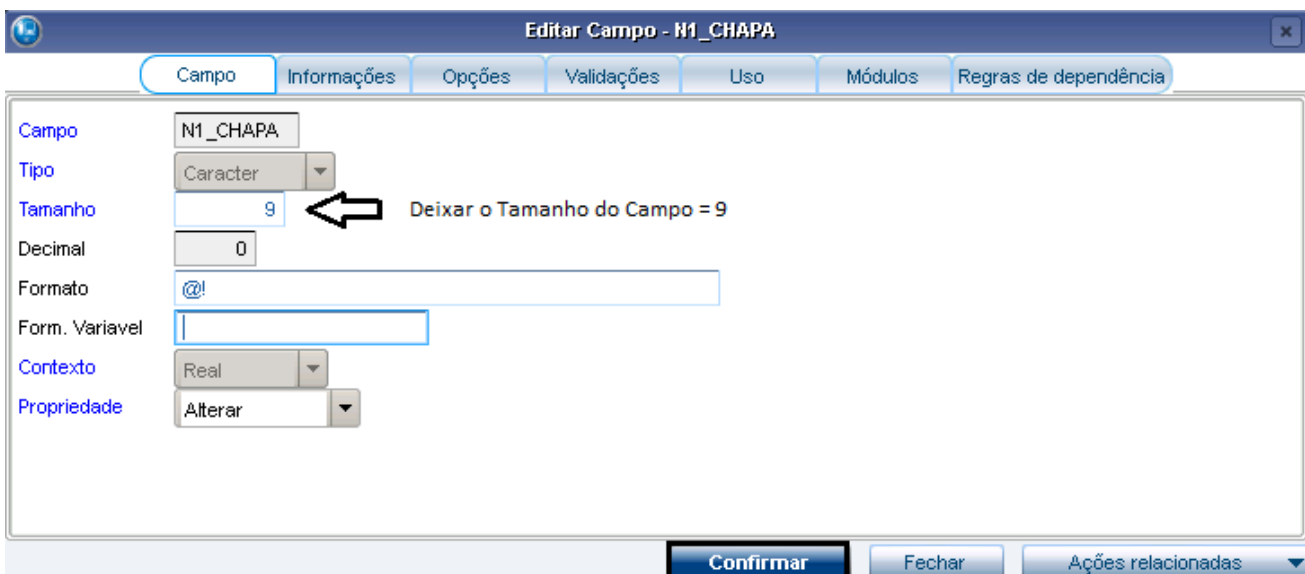 Editar Campo - N1_CHAPA
Campo Informações Opções Validações Uso Módulos Regras de dependência
Campo N1_CHAPA
Tipo Caracter
Tamanho 9 Deixar o Tamanho do Campo = 9
Decimal 0
Formato @!
Form. Variavel
Contexto Real
Propriedade Alterar
Confirmar Fechar Ações relacionadas